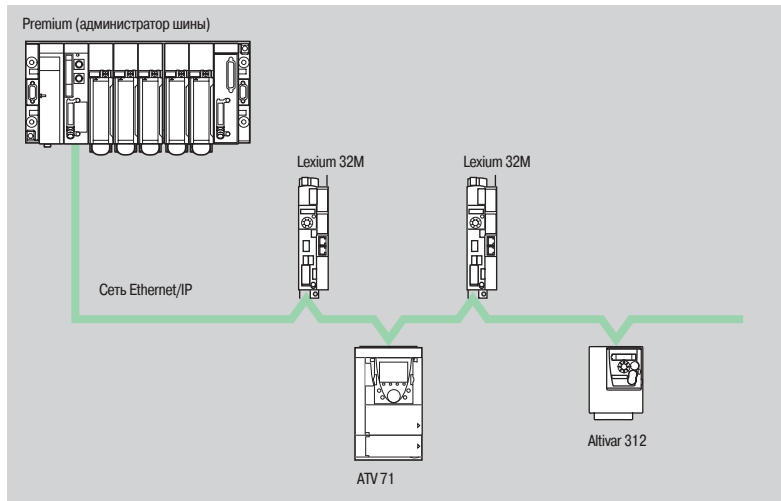 Premium (администратор шины)
Lexium 32M
Lexium 32M
Сеть Ethernet/IP
Altivar 312
ATV 71